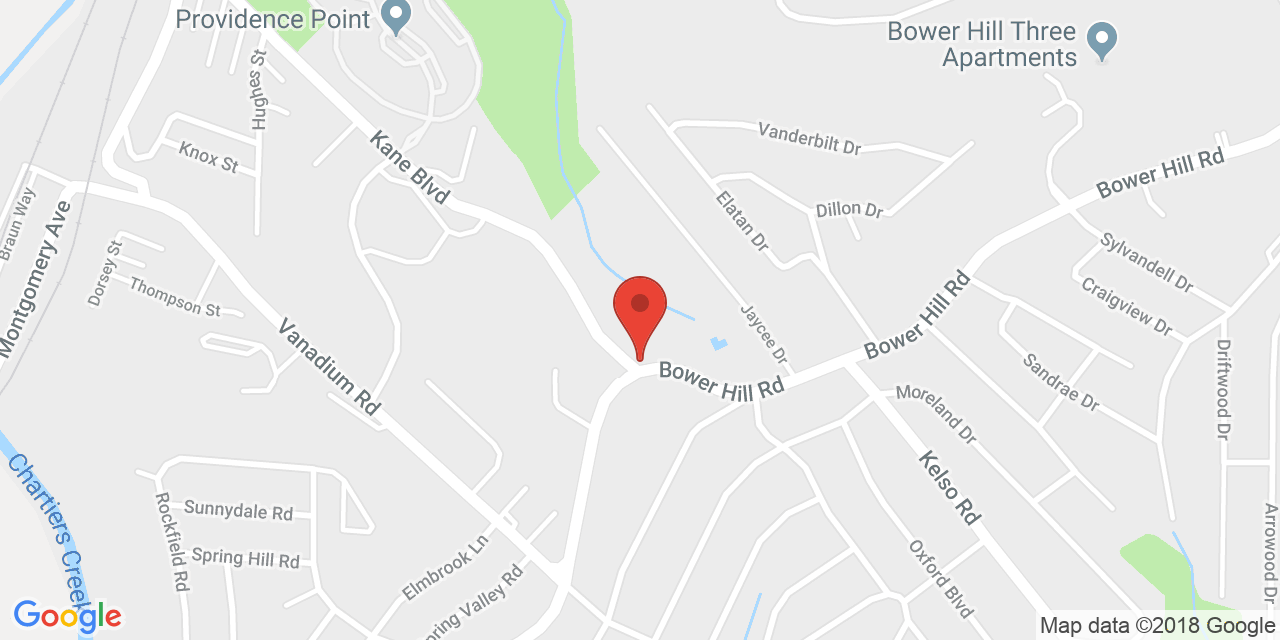 Providence Point
Bower Hill Three
Apartments
Hughes St
Vanderbilt Dr
Kane Blvd
Knox St
Bower Hill Rd
Braun Way
Elatan Dr
Dillon Dr
Montgomery Ave
Dorsey St
Thompson St
Sylvandell Dr
Craigview Dr
Jaycee Dr
Bower Hill Rd
Vanadium Rd
Bower Hill Rd
Sandrae Dr
Driftwood Dr
Moreland Dr
Kelso Rd
Chartiers Creek
Rockfield Rd
Sunnydale Rd
Spring Hill Rd
Elmbrook Ln
pring Valley Rd
Oxford Blvd
Arrowood Dr
Google
Map data ©2018 Google